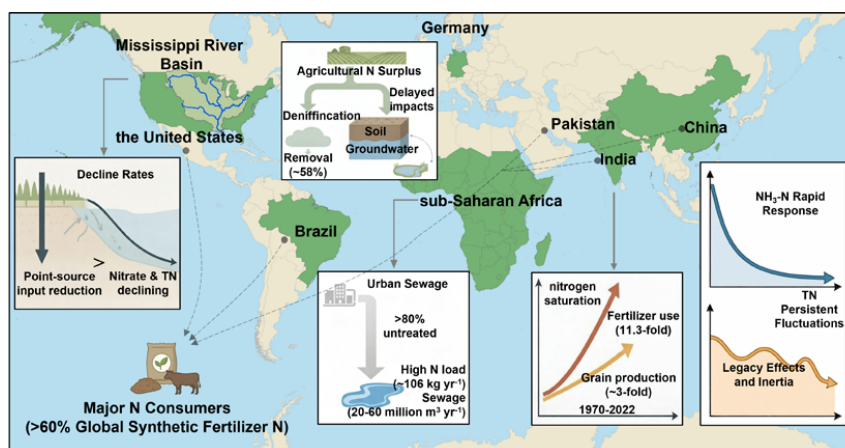 Germany
Mississippi River
Basin
the United States
Agricultural N Surplus
Deniffincation
Delayed
impacts
Removal
(~58%)
Soil
Groundwater
Pakistan
China
India
Decline Rates
>
Point-source
input reduction
Nitrate & TN
declining
Brazil
sub-Saharan Africa
Urban Sewage
>80%
untreated
High N load
(~106 kg yr⁻¹)
Sewage
(20-60 million m³ yr⁻¹)
nitrogen
saturation
Fertilizer use
(11.3-fold)
Grain production
(~3-fold)
1970-2022
NH₃-N Rapid
Response
TN
Persistent
Fluctuations
Legacy Effects
and Inertia
Major N Consumers
(>60% Global Synthetic Fertilizer N)